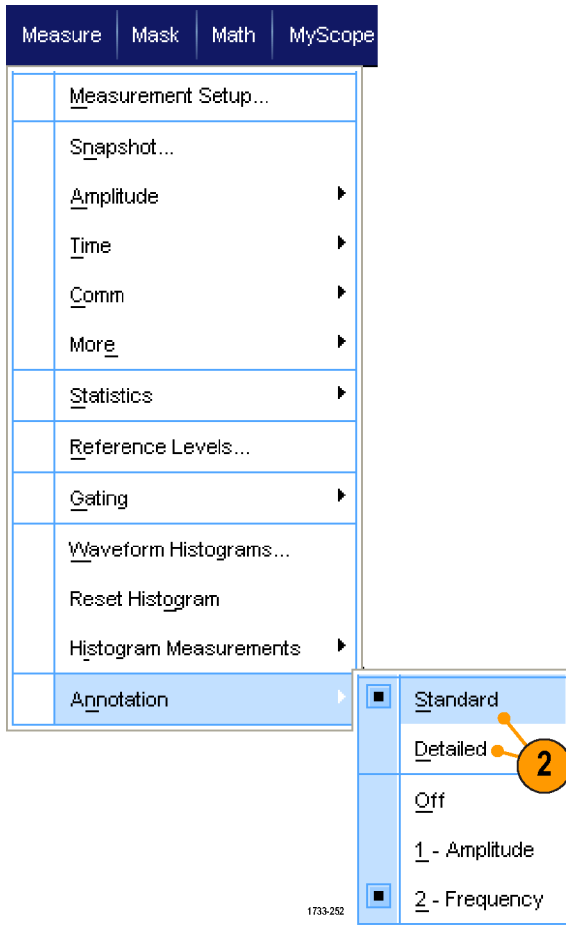 Measure Mask Math MyScope
Measurement Setup...
Snapshot...
Amplitude
Time
Comm
More
Statistics
Reference Levels...
Gating
Waveform Histograms...
Reset Histogram
Histogram Measurements
Annotation
Standard
Detailed
2
Off
1 - Amplitude
2 - Frequency
1733-252